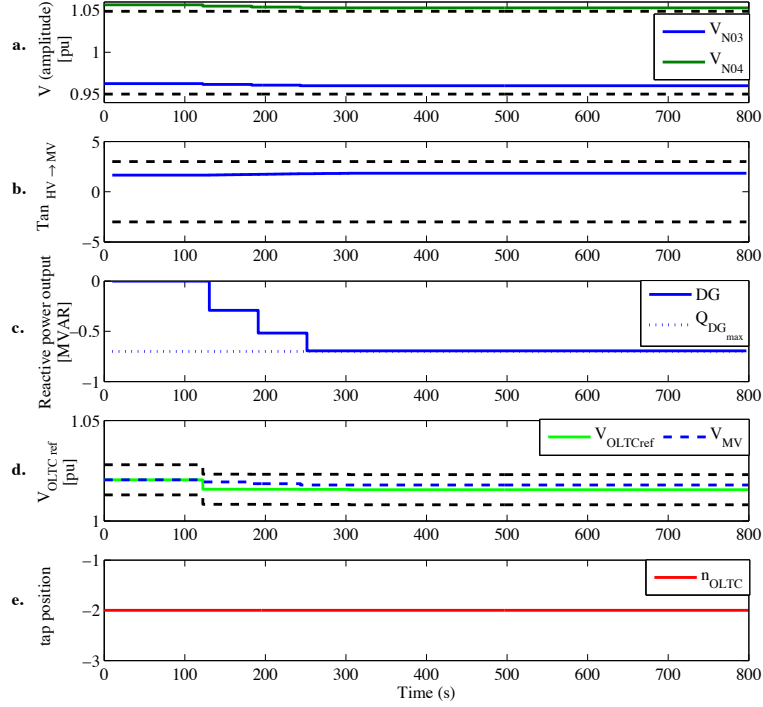 a.
V (amplitude)
[pu]
1.05
1
0.95
0 100 200 300 400 500 600 700 800
V_N03
V_N04
b.
Tan HV → MV
5
0
−5
0 100 200 300 400 500 600 700 800
c.
Reactive power output
[MVAR]
0
−0.5
−1
0 100 200 300 400 500 600 700 800
DG
Q_DG_max
d.
V_OLTC ref
[pu]
1.05
1
0 100 200 300 400 500 600 700 800
V_OLTCref V_MV
e.
tap position
−1
−2
−3
0 100 200 300 400 500 600 700 800
n_OLTC
Time (s)